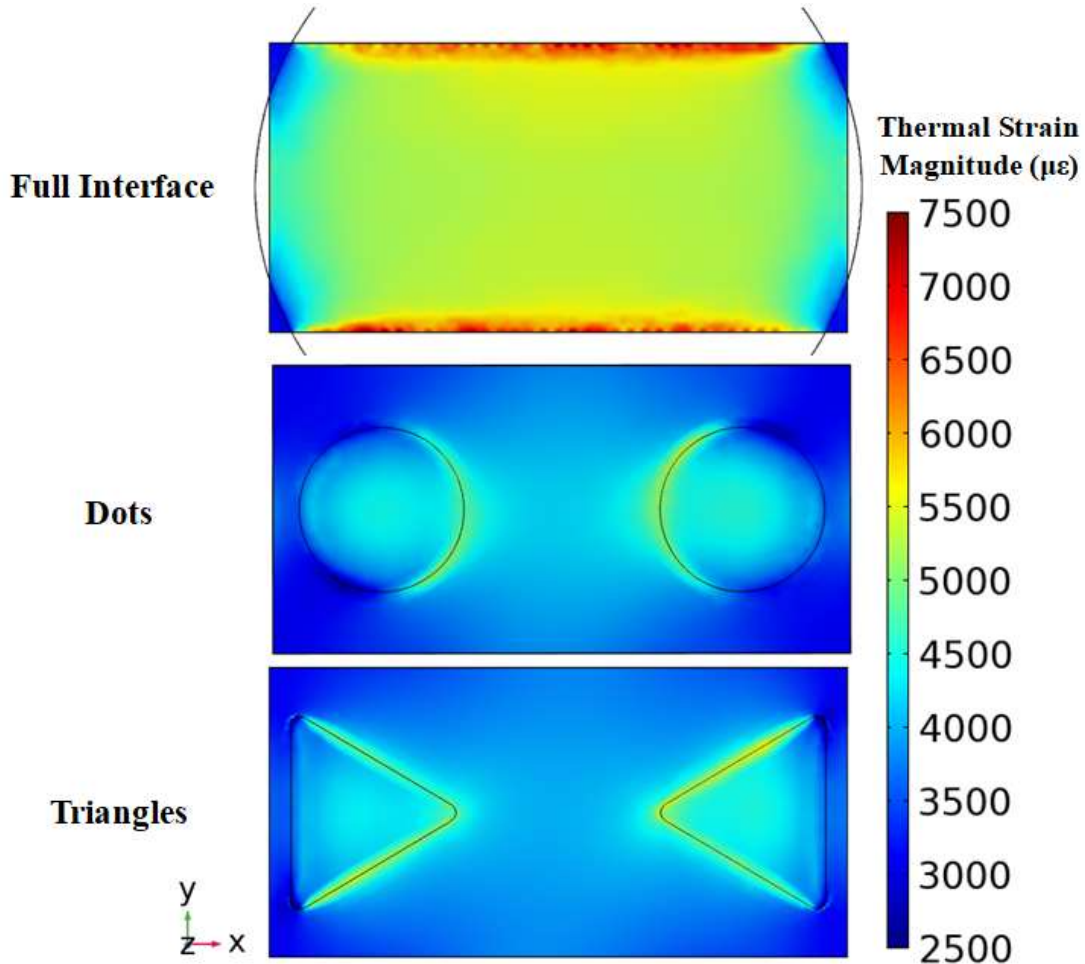 Full Interface
Thermal Strain
Magnitude (με)
7500
7000
6500
6000
5500
5000
4500
4000
3500
3000
2500
Dots
Triangles
y
z x